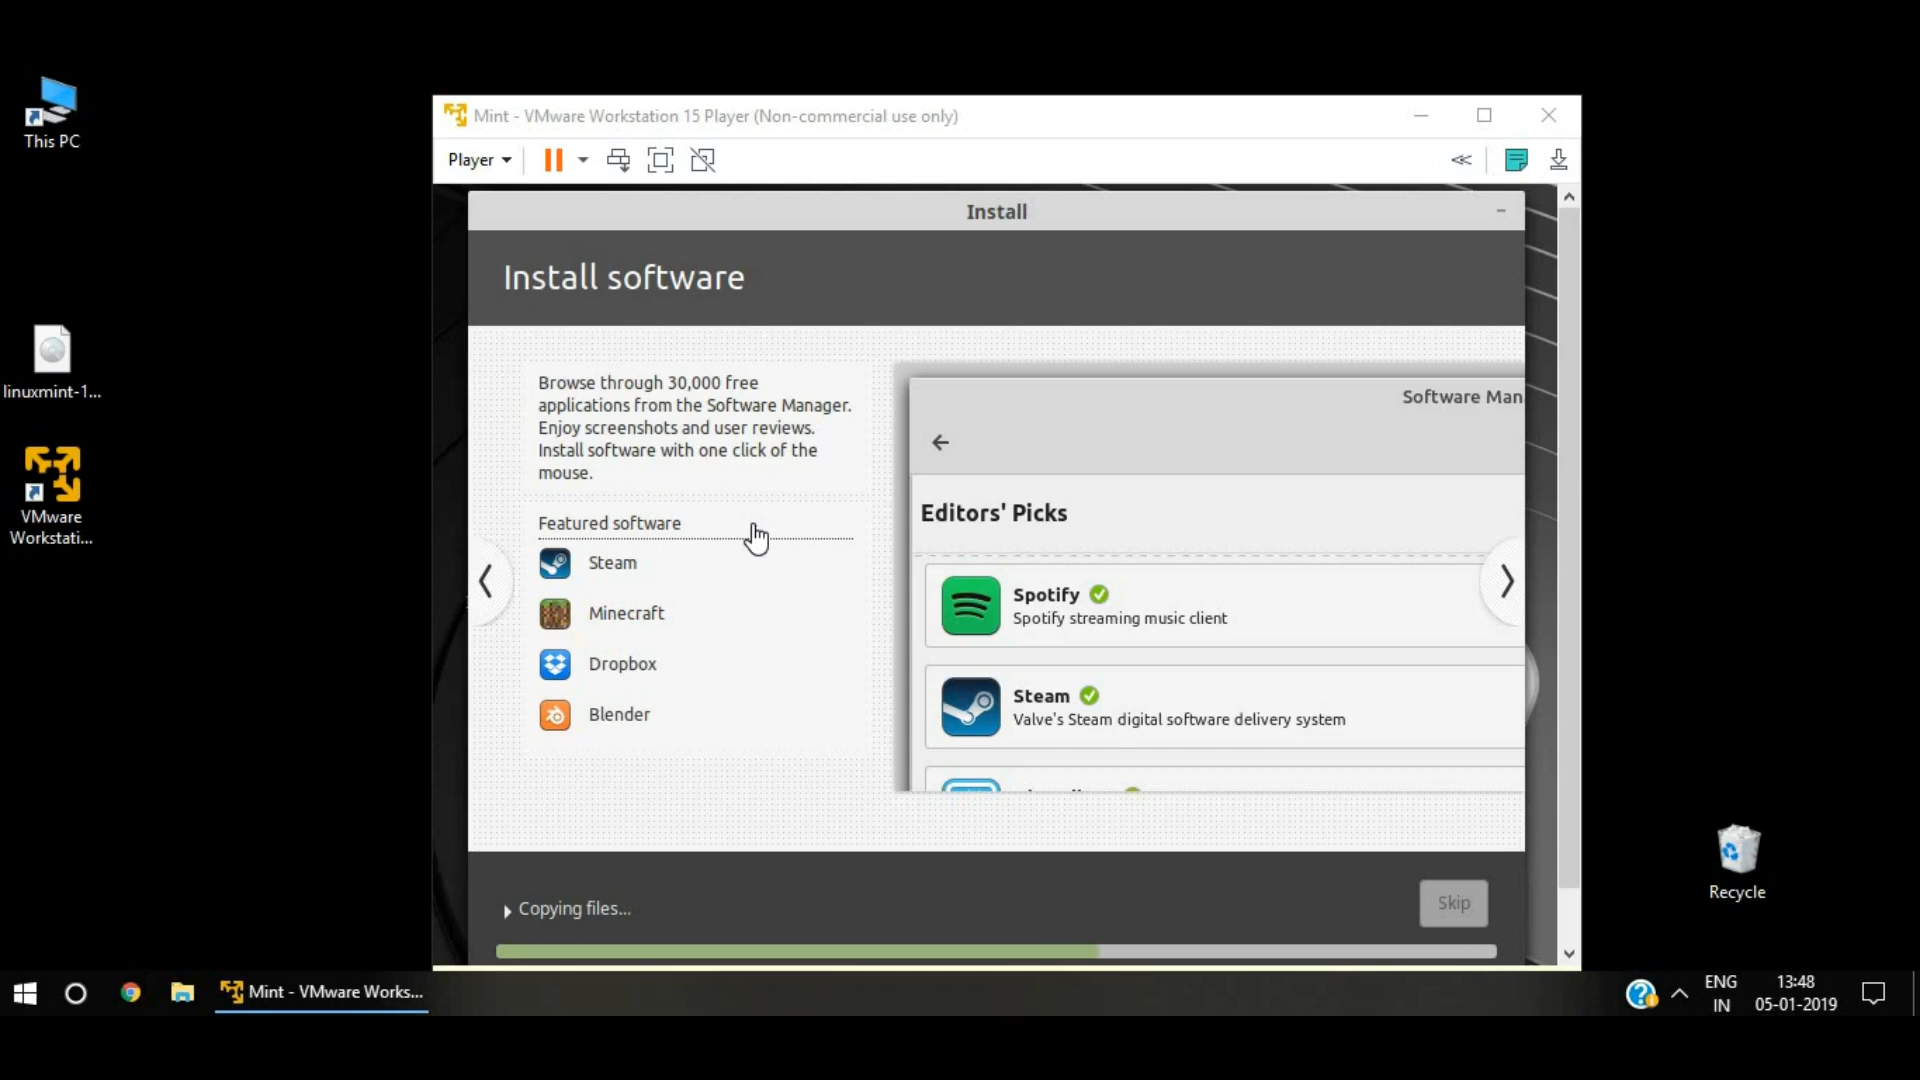 This PC
linuxmint-1...
VMware
Workstati...
Mint - VMware Workstation 15 Player (Non-commercial use only)
Player
Install
Install software
Browse through 30,000 free
applications from the Software Manager.
Enjoy screenshots and user reviews.
Install software with one click of the
mouse.
Featured software
Steam
Minecraft
Dropbox
Blender
Software Man
Editors' Picks
Spotify
Spotify streaming music client
Steam
Valve's Steam digital software delivery system
Copying files...
Skip
Recycle
Mint - VMware Works...
ENG
IN
13:48
05-01-2019